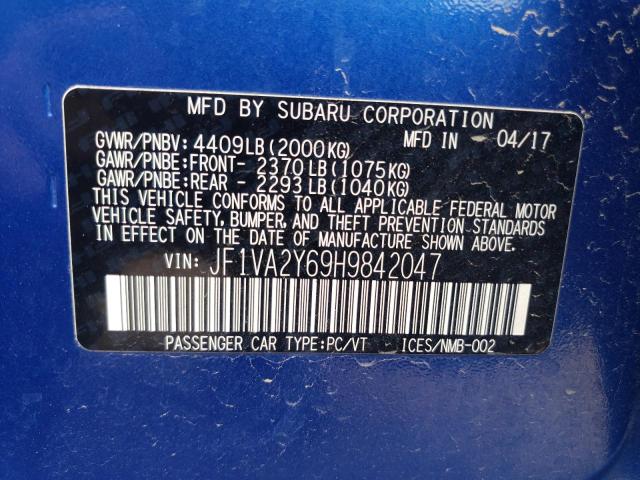 MFD BY SUBARU CORPORATION
GVWR/PNBV: 4409LB(2000KG) MFD IN 04/17
GAWR/PNBE:FRONT- 2370LB(1075KG)
GAWR/PNBE:REAR - 2293LB(1040KG)
THIS VEHICLE CONFORMS TO ALL APPLICABLE FEDERAL MOTOR
VEHICLE SAFETY, BUMPER, AND THEFT PREVENTION STANDARDS
IN EFFECT ON THE DATE OF MANUFACTURE SHOWN ABOVE.
VIN: JF1VA2Y69H9842047
PASSENGER CAR TYPE:PC/VT ICES/NMB-002